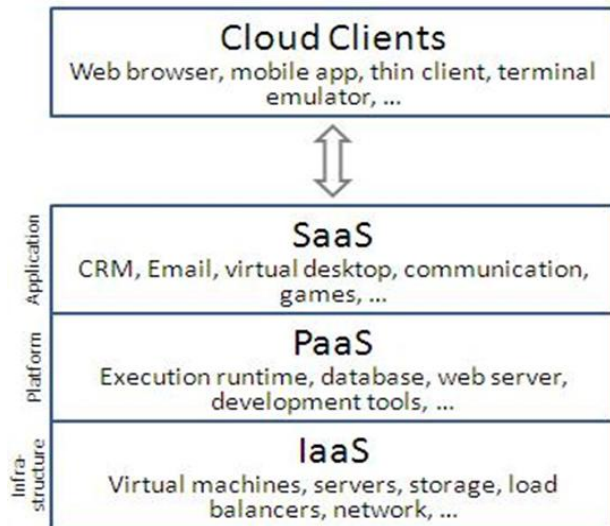 Cloud Clients
Web browser, mobile app, thin client, terminal
emulator, ...
Application
SaaS
CRM, Email, virtual desktop, communication,
games, ...
Platform
PaaS
Execution runtime, database, web server,
development tools, ...
Infra-
structure
IaaS
Virtual machines, servers, storage, load
balancers, network, ...